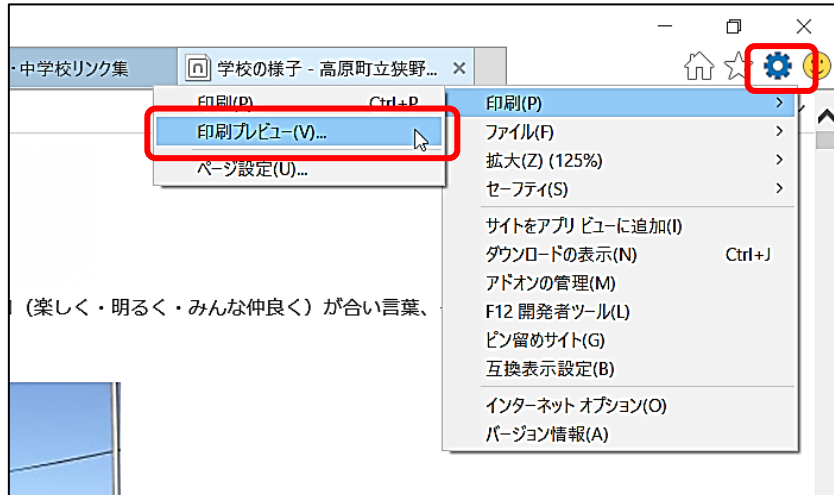 ・中学校リンク集
学校の様子 - 高原町立狭野...
印刷(P) Ctrl+P
印刷プレビュー(V)...
ページ設定(U)...
印刷(P)
ファイル(F)
拡大(Z) (125%)
セーフティ(S)
サイトをアプリ ビューに追加(I)
ダウンロードの表示(N) Ctrl+J
アドオンの管理(M)
F12 開発者ツール(L)
ピン留めサイト(G)
互換表示設定(B)
インターネット オプション(O)
バージョン情報(A)
(楽しく・明るく・みんな仲良く）が合い言葉、